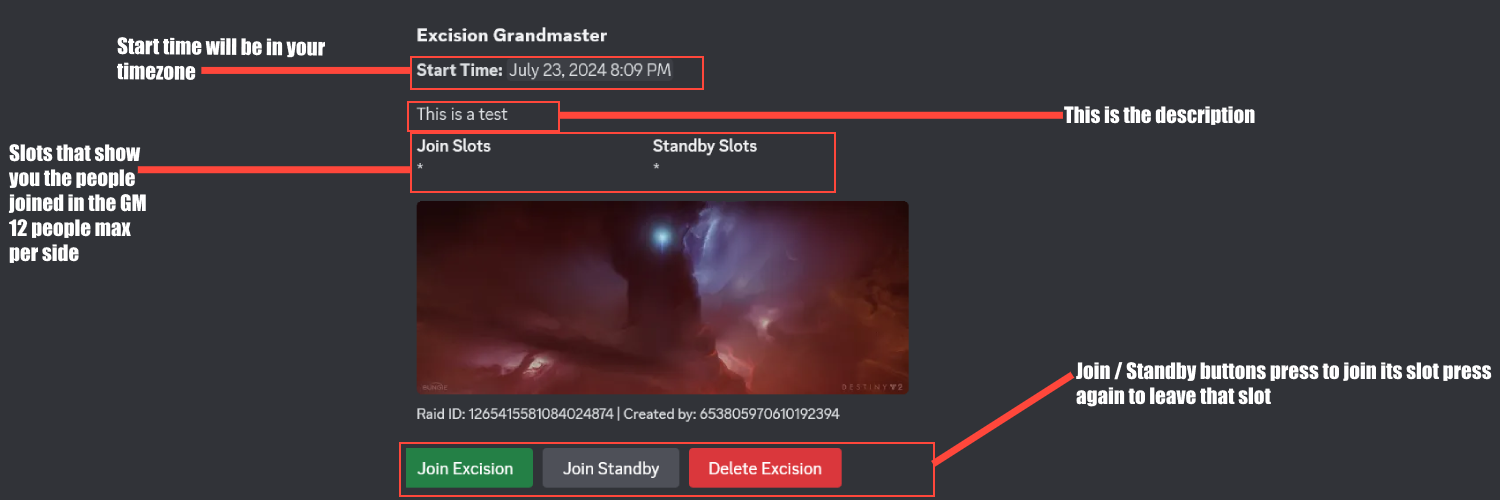 Excision Grandmaster
Start time will be in your
timezone
Start Time: July 23, 2024 8:09 PM
This is a test
This is the description
Slots that show
you the people
joined in the GM
12 people max
per side
Join Slots Standby Slots
* *
BUNGIE DESTINY 2
Raid ID: 1265415581084024874 | Created by: 653805970610192394
Join / Standby buttons press to join its slot press
again to leave that slot
Join Excision Join Standby Delete Excision